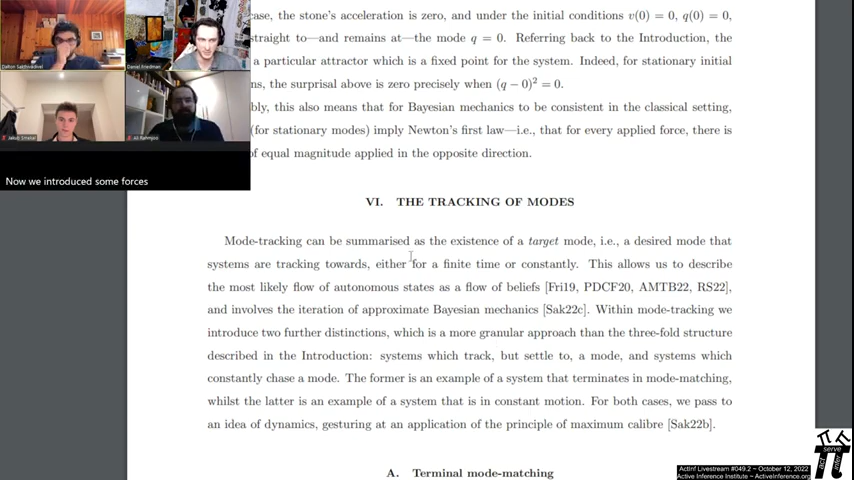 case, the stone's acceleration is zero, and under the initial conditions v(0) = 0, q(0) = 0,
straight to—and remains at—the mode q = 0. Referring back to the Introduction, the
a particular attractor which is a fixed point for the system. Indeed, for stationary initial
ns, the surprisal above is zero precisely when (q − 0)² = 0.
bly, this also means that for Bayesian mechanics to be consistent in the classical setting,
(for stationary modes) imply Newton's first law—i.e., that for every applied force, there is
of equal magnitude applied in the opposite direction.
Dalton Sakthivadivel
Daniel Friedman
Jakub Smekal
Ali Rahmjoo
Now we introduced some forces
VI. THE TRACKING OF MODES
Mode-tracking can be summarised as the existence of a target mode, i.e., a desired mode that
systems are tracking towards, either for a finite time or constantly. This allows us to describe
the most likely flow of autonomous states as a flow of beliefs [Fri19, PDCF20, AMTB22, RS22],
and involves the iteration of approximate Bayesian mechanics [Sak22c]. Within mode-tracking we
introduce two further distinctions, which is a more granular approach than the three-fold structure
described in the Introduction: systems which track, but settle to, a mode, and systems which
constantly chase a mode. The former is an example of a system that terminates in mode-matching,
whilst the latter is an example of a system that is in constant motion. For both cases, we pass to
an idea of dynamics, gesturing at an application of the principle of maximum calibre [Sak22b].
A. Terminal mode-matching
ActInf Livestream #049.2 ~ October 12, 2022
Active Inference Institute ~ ActiveInference.org
serve
act
infer